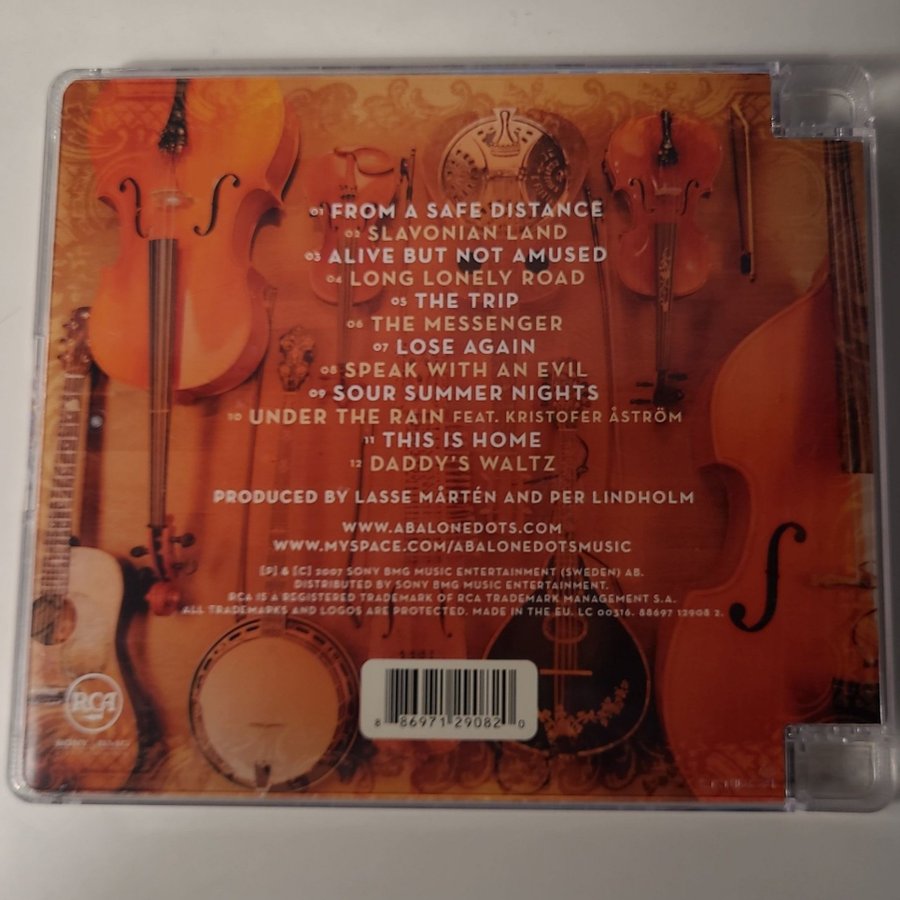 01 FROM A SAFE DISTANCE
02 SLAVONIAN LAND
03 ALIVE BUT NOT AMUSED
04 LONG LONELY ROAD
05 THE TRIP
06 THE MESSENGER
07 LOSE AGAIN
08 SPEAK WITH AN EVIL
09 SOUR SUMMER NIGHTS
10 UNDER THE RAIN FEAT. KRISTOFER ÅSTRÖM
11 THIS IS HOME
12 DADDY'S WALTZ
PRODUCED BY LASSE MÅRTÉN AND PER LINDHOLM
WWW.ABALONEDOTS.COM
WWW.MYSPACE.COM/ABALONEDOTSMUSIC
[P] & [C] 2007 SONY BMG MUSIC ENTERTAINMENT (SWEDEN) AB.
DISTRIBUTED BY SONY BMG MUSIC ENTERTAINMENT.
RCA IS A REGISTERED TRADEMARK OF RCA TRADEMARK MANAGEMENT S.A.
ALL TRADEMARKS AND LOGOS ARE PROTECTED. MADE IN THE EU. LC 00316. 88697 12908 2.
RCA
8 86971 29082 0